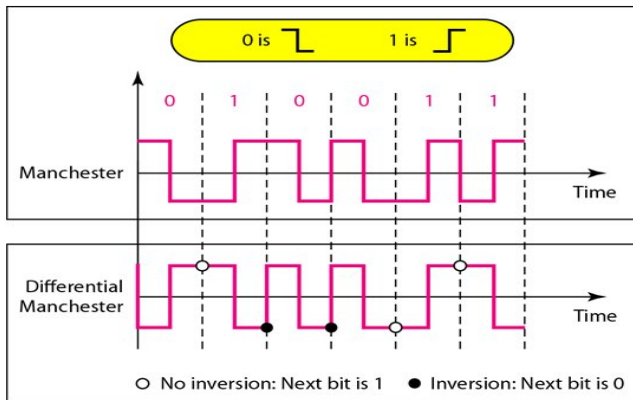 0 is 1 is
0 1 0 0 1 1
Manchester
Time
Differential
Manchester
Time
No inversion: Next bit is 1 Inversion: Next bit is 0